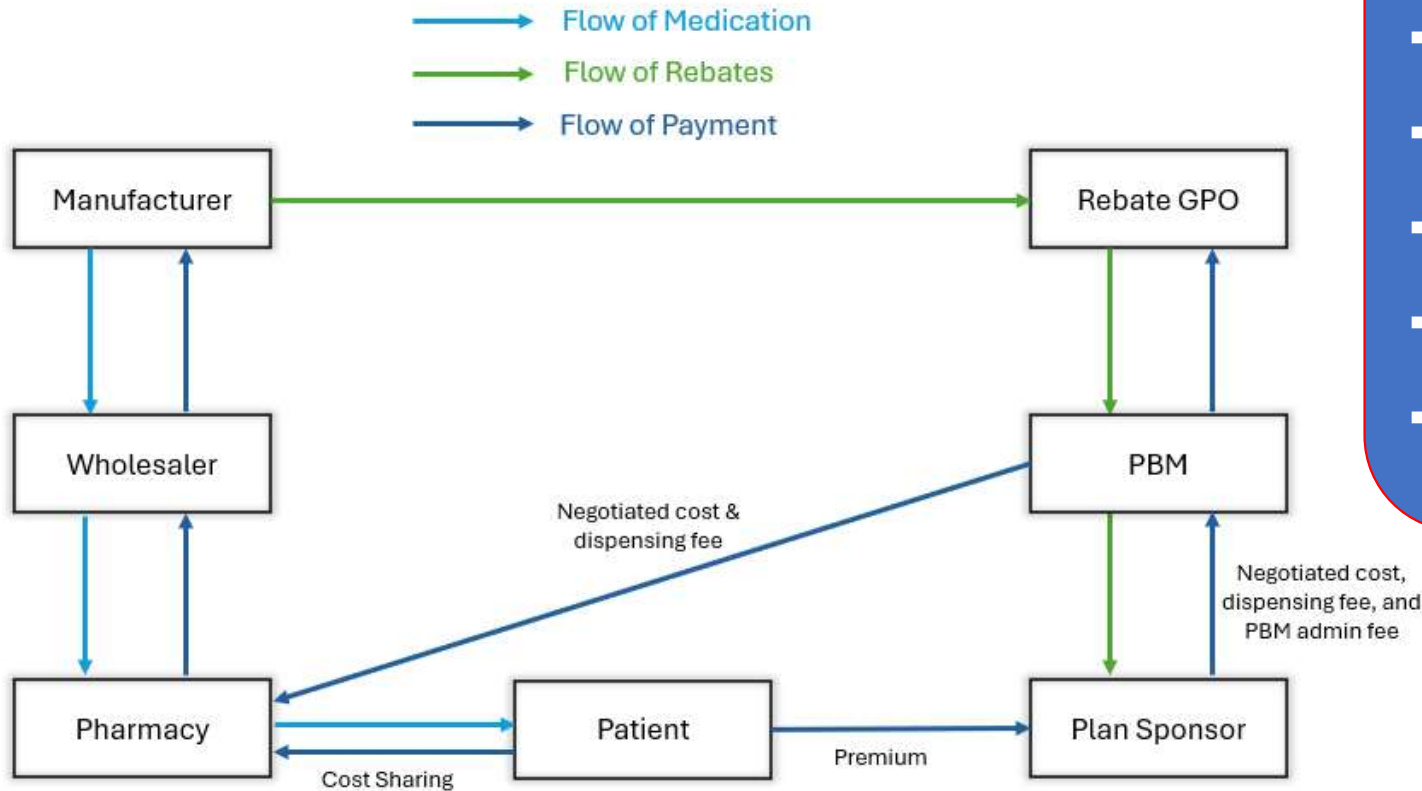 Flow of Medication
Flow of Rebates
Flow of Payment
Manufacturer
Rebate GPO
Wholesaler
PBM
Negotiated cost &
dispensing fee
Negotiated cost,
dispensing fee, and
PBM admin fee
Pharmacy
Patient
Plan Sponsor
Cost Sharing
Premium